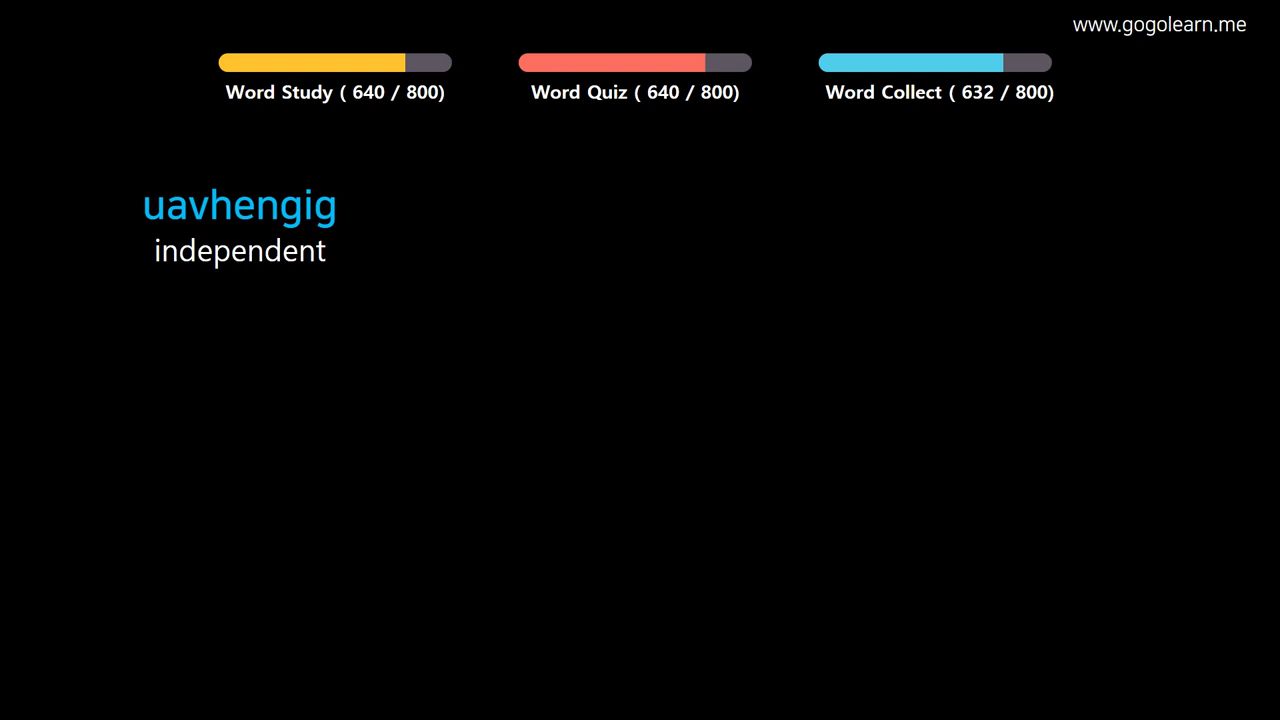 www.gogolearn.me
Word Study ( 640 / 800)
Word Quiz ( 640 / 800)
Word Collect ( 632 / 800)
uavhengig
independent